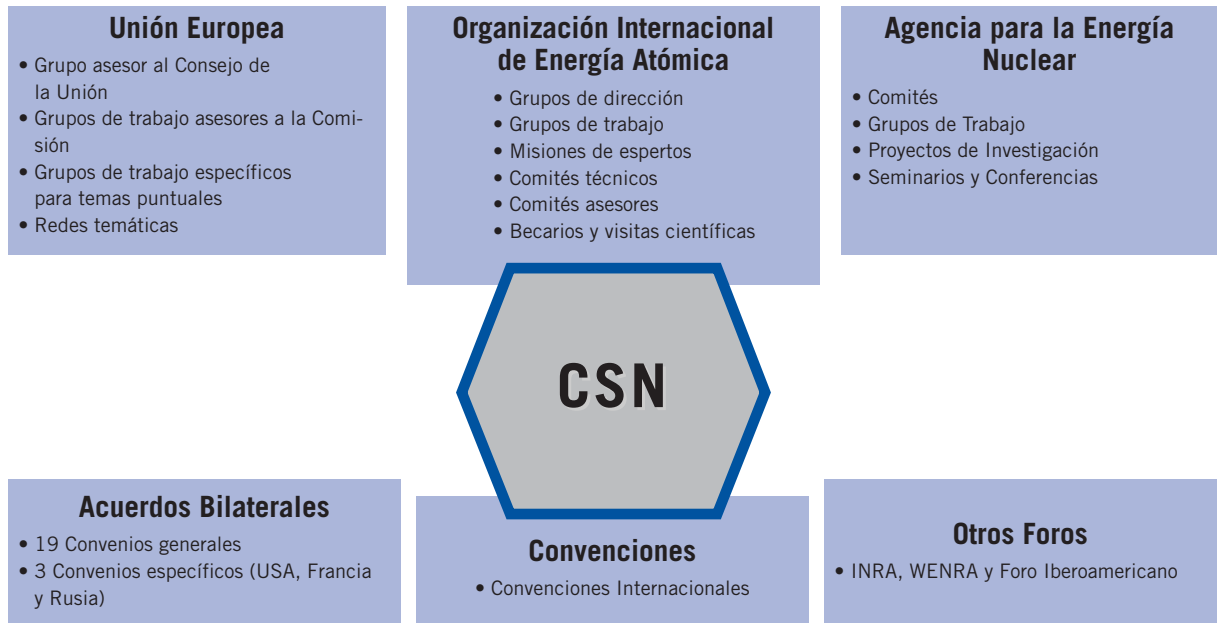 Unión Europea
• Grupo asesor al Consejo de
la Unión
• Grupos de trabajo asesores a la Comi-
sión
• Grupos de trabajo específicos
para temas puntuales
• Redes temáticas
Organización Internacional
de Energía Atómica
• Grupos de dirección
• Grupos de trabajo
• Misiones de espertos
• Comités técnicos
• Comités asesores
• Becarios y visitas científicas
Agencia para la Energía
Nuclear
• Comités
• Grupos de Trabajo
• Proyectos de Investigación
• Seminarios y Conferencias
CSN
Acuerdos Bilaterales
• 19 Convenios generales
• 3 Convenios específicos (USA, Francia
y Rusia)
Convenciones
• Convenciones Internacionales
Otros Foros
• INRA, WENRA y Foro Iberoamericano